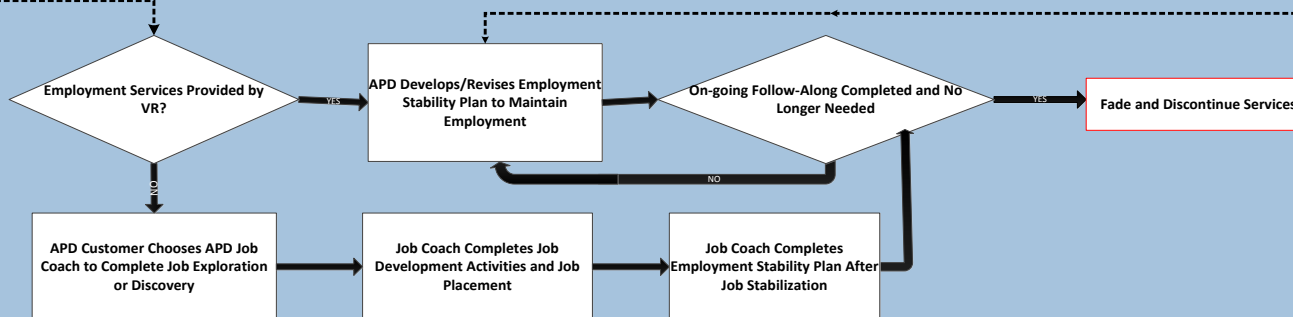 Employment Services Provided by
VR?
YES
APD Develops/Revises Employment
Stability Plan to Maintain
Employment
On-going Follow-Along Completed and No
Longer Needed
YES
Fade and Discontinue Services
NO
NO
APD Customer Chooses APD Job
Coach to Complete Job Exploration
or Discovery
Job Coach Completes Job
Development Activities and Job
Placement
Job Coach Completes
Employment Stability Plan After
Job Stabilization